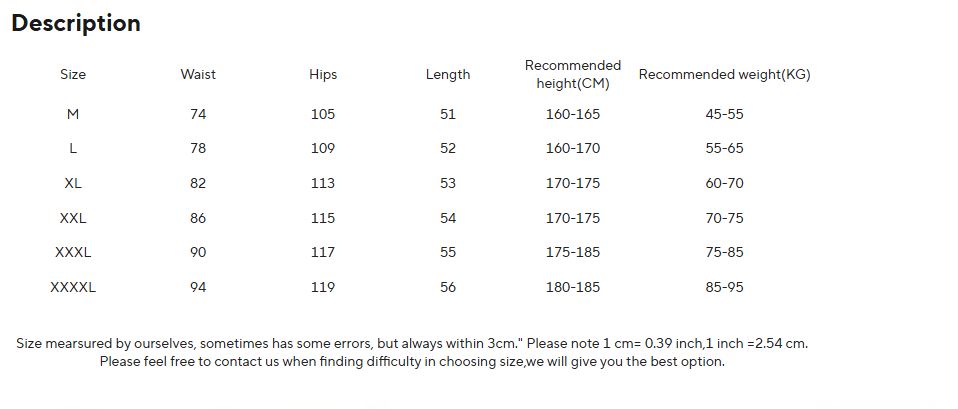 Description
Size Waist Hips Length Recommended height(CM) Recommended weight(KG)
M 74 105 51 160-165 45-55
L 78 109 52 160-170 55-65
XL 82 113 53 170-175 60-70
XXL 86 115 54 170-175 70-75
XXXL 90 117 55 175-185 75-85
XXXXL 94 119 56 180-185 85-95
Size mearsured by ourselves, sometimes has some errors, but always within 3cm." Please note 1 cm= 0.39 inch,1 inch =2.54 cm.
Please feel free to contact us when finding difficulty in choosing size,we will give you the best option.